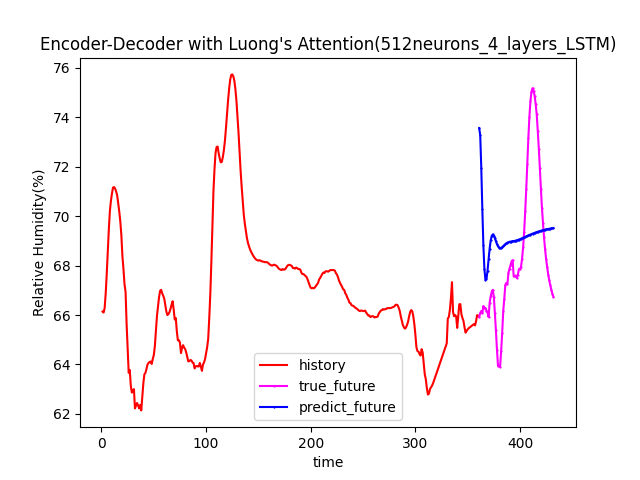 Encoder-Decoder with Luong's Attention(512neurons_4_layers_LSTM)
76
74
72
70
68
66
64
62
Relative Humidity(%)
history
true_future
predict_future
0
100
200
300
400
time